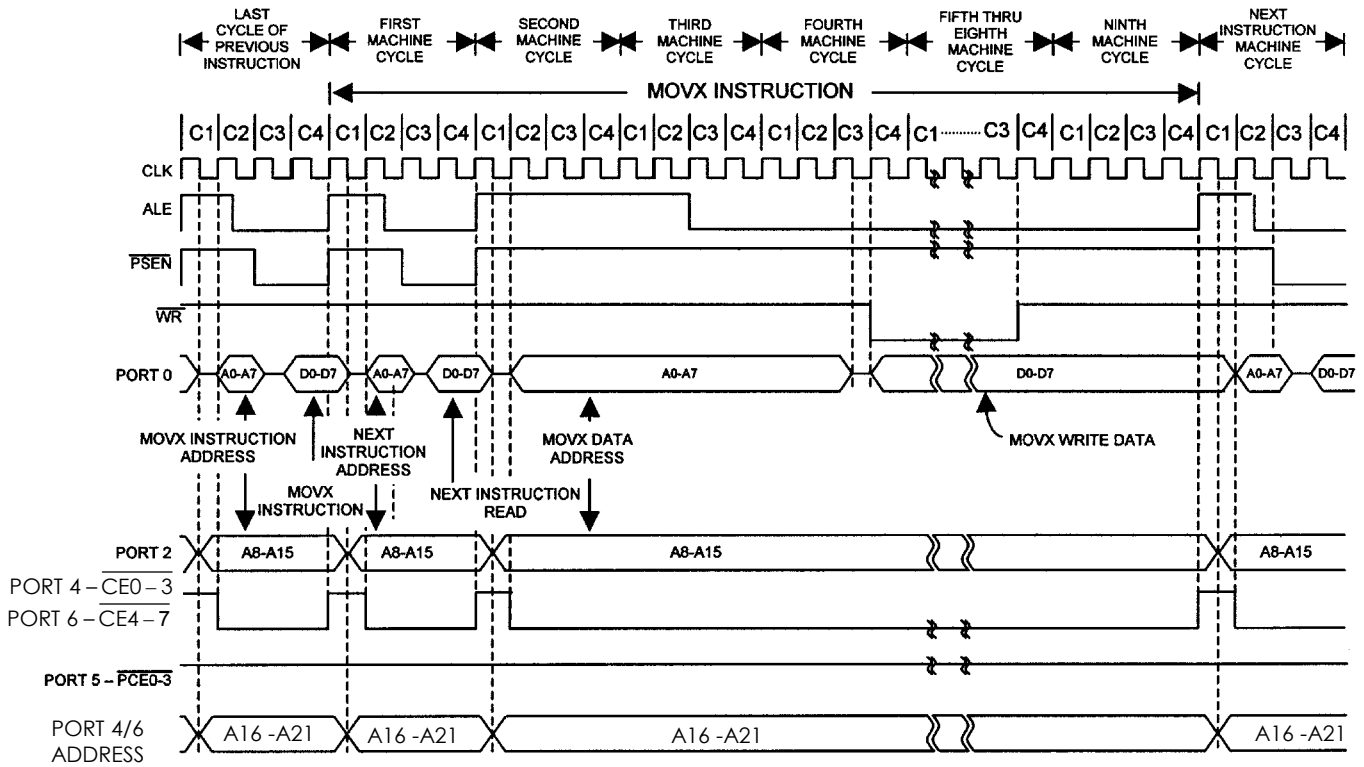 LAST
CYCLE OF
PREVIOUS
INSTRUCTION
FIRST
MACHINE
CYCLE
SECOND
MACHINE
CYCLE
THIRD
MACHINE
CYCLE
FOURTH
MACHINE
CYCLE
FIFTH THRU
EIGHTH
MACHINE
CYCLE
NINTH
MACHINE
CYCLE
NEXT
INSTRUCTION
MACHINE
CYCLE
MOVX INSTRUCTION
C1 C2 C3 C4 C1 C2 C3 C4 C1 C2 C3 C4 C1 C2 C3 C4 C1 C2 C3 C4 C1 .......... C3 C4 C1 C2 C3 C4 C1 C2 C3 C4
CLK
ALE
PSEN
WR
PORT 0 A0-A7 D0-D7 A0-A7 D0-D7 A0-A7 D0-D7 A0-A7 D0-D7
MOVX INSTRUCTION
ADDRESS
NEXT
INSTRUCTION
ADDRESS
MOVX DATA
ADDRESS
MOVX WRITE DATA
MOVX
INSTRUCTION
NEXT INSTRUCTION
READ
PORT 2 A8-A15 A8-A15 A8-A15 A8-A15
PORT 4 – CE0 – 3
PORT 6 – CE4 – 7
PORT 5 – PCE0-3
PORT 4/6
ADDRESS
A16 -A21 A16 -A21 A16 -A21 A16 -A21